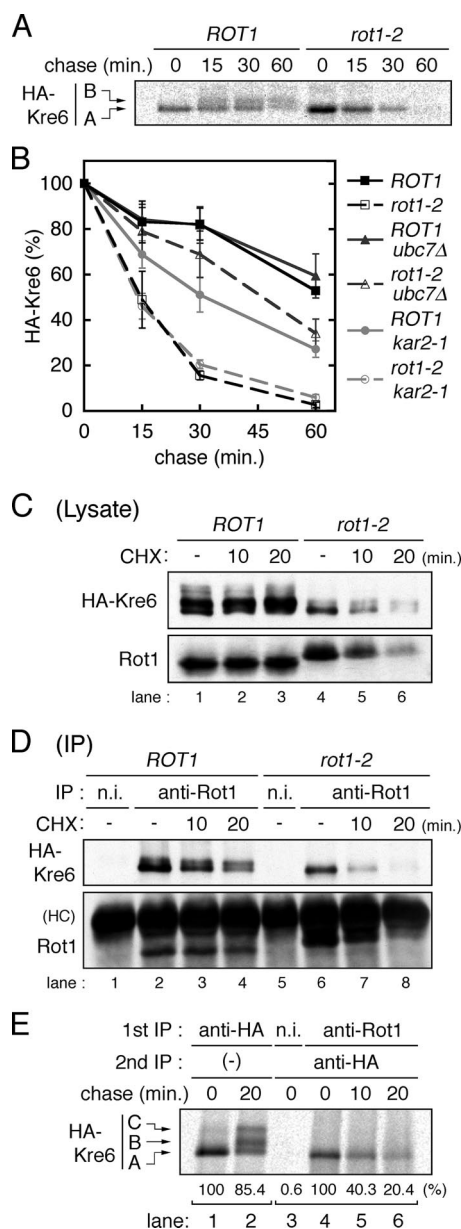 A
ROT1 rot1-2
chase (min.) 0 15 30 60 0 15 30 60
HA-Kre6 B A
B
HA-Kre6 (%)
100
80
60
40
20
0
0 15 30 45 60
chase (min.)
ROT1
rot1-2
ROT1 ubc7Δ
rot1-2 ubc7Δ
ROT1 kar2-1
rot1-2 kar2-1
C (Lysate)
ROT1 rot1-2
CHX: - 10 20 - 10 20 (min.)
HA-Kre6
Rot1
lane : 1 2 3 4 5 6
D (IP)
ROT1 rot1-2
IP : n.i. anti-Rot1 n.i. anti-Rot1
CHX: - - 10 20 - - 10 20 (min.)
HA-Kre6
(HC)
Rot1
lane : 1 2 3 4 5 6 7 8
E
1st IP : anti-HA n.i. anti-Rot1
2nd IP : (-) anti-HA
chase (min.) 0 20 0 0 10 20
HA-Kre6 C B A
100 85.4 0.6 100 40.3 20.4 (%)
lane: 1 2 3 4 5 6